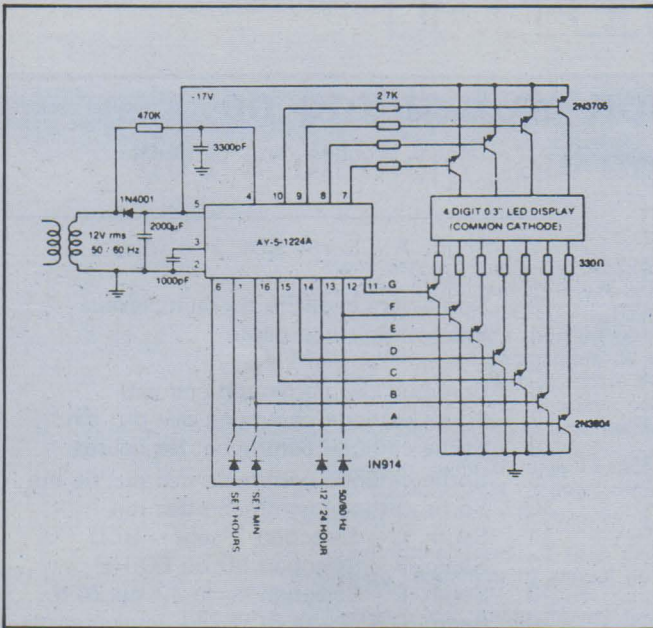 -17V
2.7K
2N3705
470K
3300pF
4 10 9 8 7
1N4001
5
4 DIGIT 0.3" LED DISPLAY
(COMMON CATHODE)
12V rms
50 / 60 Hz
2000µF
3
AY-5-1224A
1000pF
2
6 1 16 15 14 13 12 11
330Ω
G
F
E
D
C
B
A
2N3904
IN914
SET HOURS
SET MIN
12 / 24 HOUR
50/60 Hz